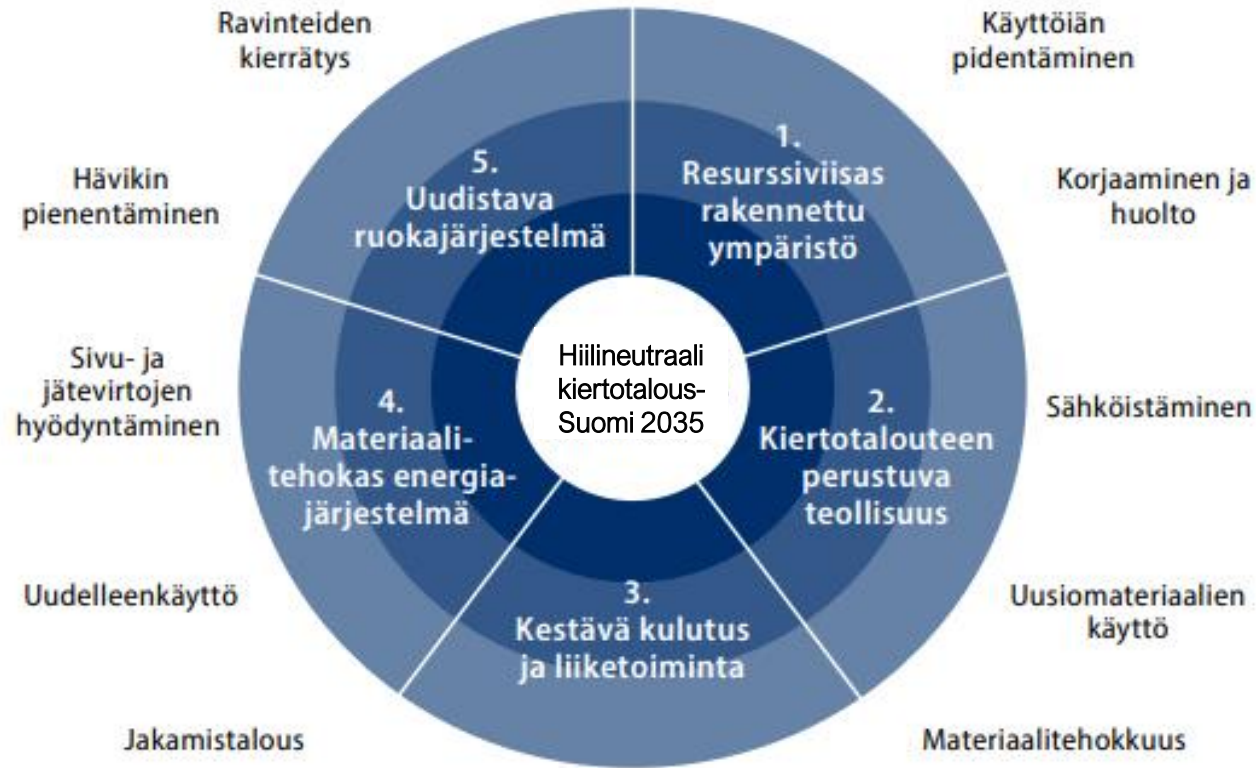 Ravinteiden
kierrätys
Käyttöiän
pidentäminen
Hävikin
pienentäminen
5.
Uudistava
ruokajärjestelmä
1.
Resurssiviisas
rakennettu
ympäristö
Korjaaminen ja
huolto
Sivu- ja
jätevirtojen
hyödyntäminen
4.
Materiaali-
tehokas energia-
järjestelmä
Hiilineutraali
kiertotalous-
Suomi 2035
2.
Kiertotalouteen
perustuva
teollisuus
Sähköistäminen
Uudelleenkäyttö
3.
Kestävä kulutus
ja liiketoiminta
Uusiomateriaalien
käyttö
Jakamistalous
Materiaalitehokkuus